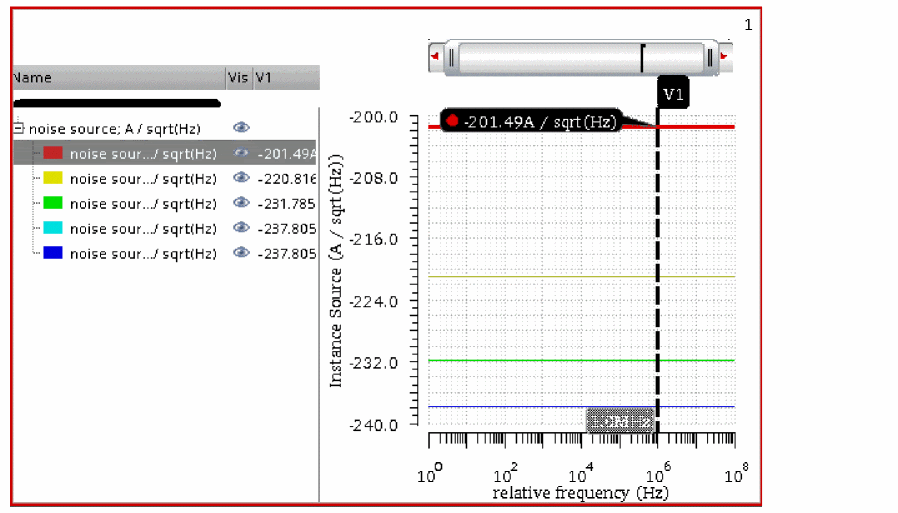 1
Name Vis V1
noise source; A / sqrt(Hz)
noise sour.../ sqrt(Hz) -201.49A
noise sour.../ sqrt(Hz) -220.816
noise sour.../ sqrt(Hz) -231.785
noise sour.../ sqrt(Hz) -237.805
noise sour.../ sqrt(Hz) -237.805
V1
-201.49A / sqrt(Hz)
Instance Source (A / sqrt(Hz))
-200.0
-208.0
-216.0
-224.0
-232.0
-240.0
10^0 10^2 10^4 10^6 10^8
relative frequency (Hz)